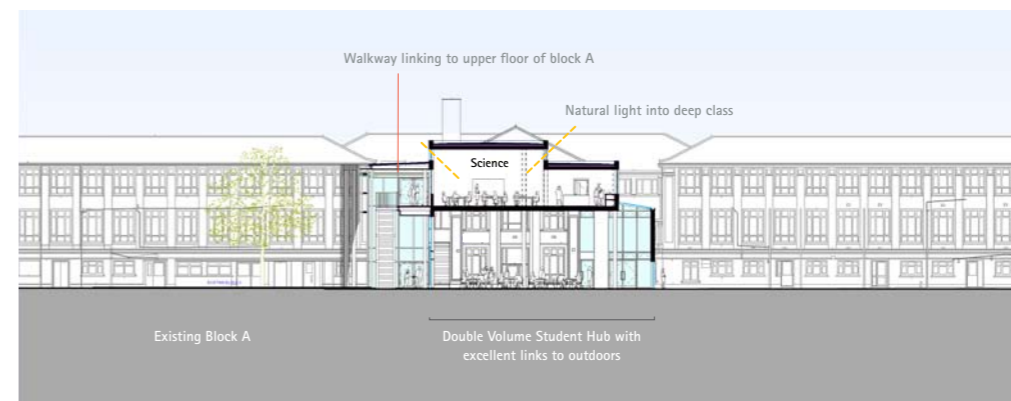 Walkway linking to upper floor of block A
Natural light into deep class
Science
Existing Block A
Double Volume Student Hub with
excellent links to outdoors